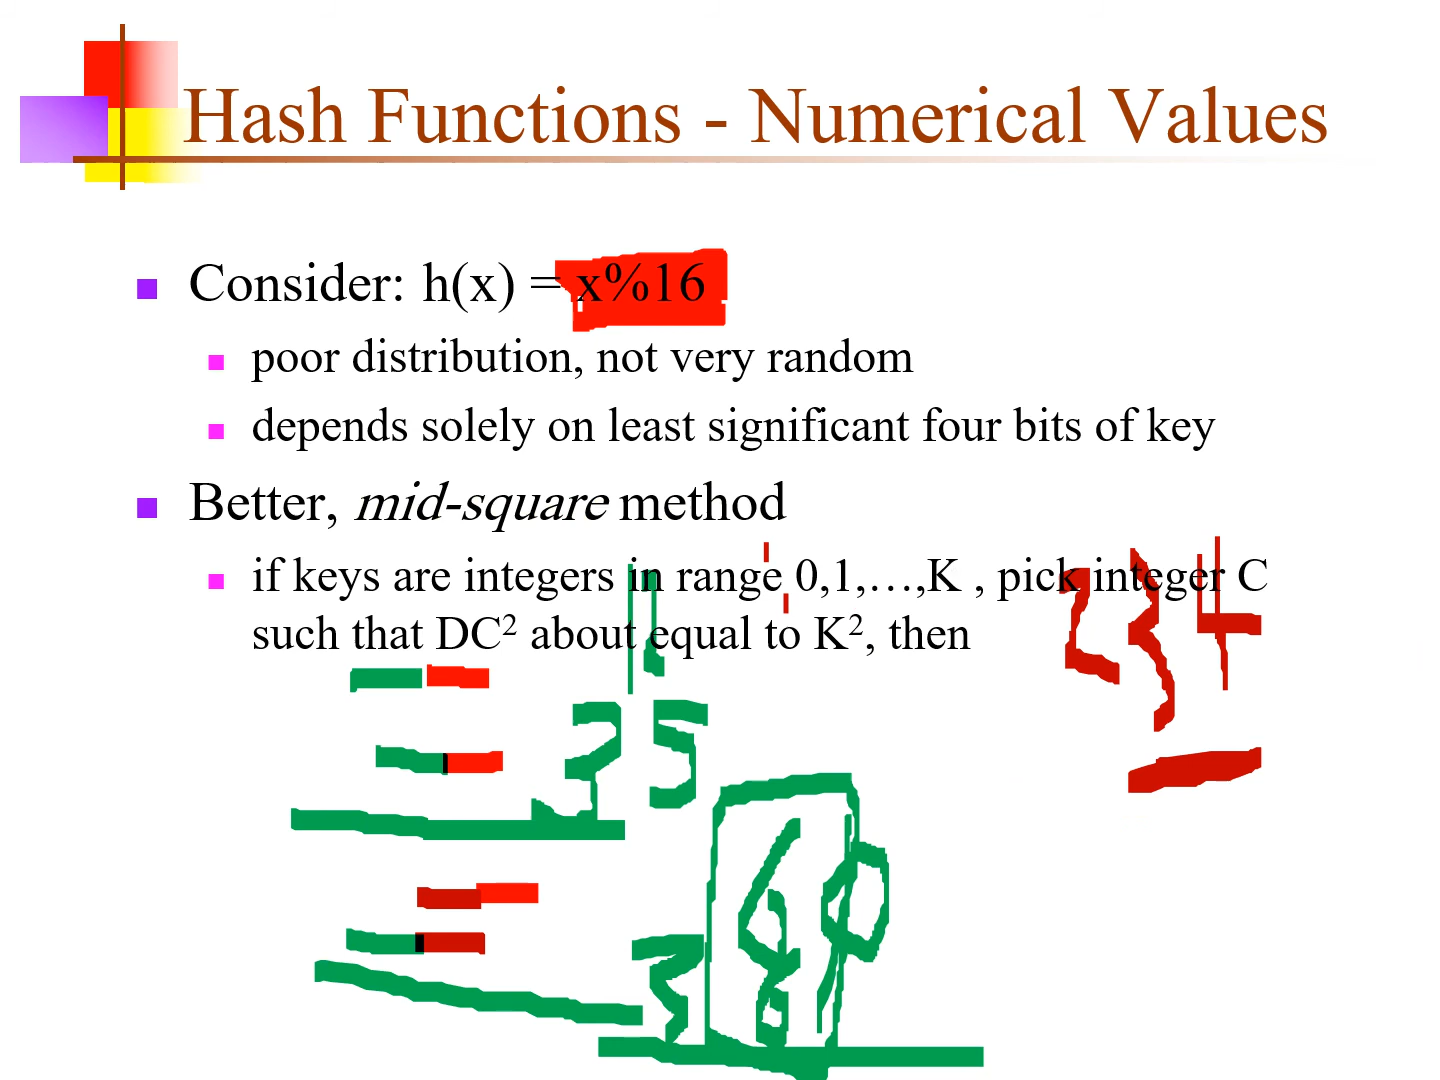 Hash Functions - Numerical Values
Consider: h(x) = x%16
poor distribution, not very random
depends solely on least significant four bits of key
Better, mid-square method
if keys are integers in range 0,1,…,K , pick integer C
such that DC² about equal to K², then
234